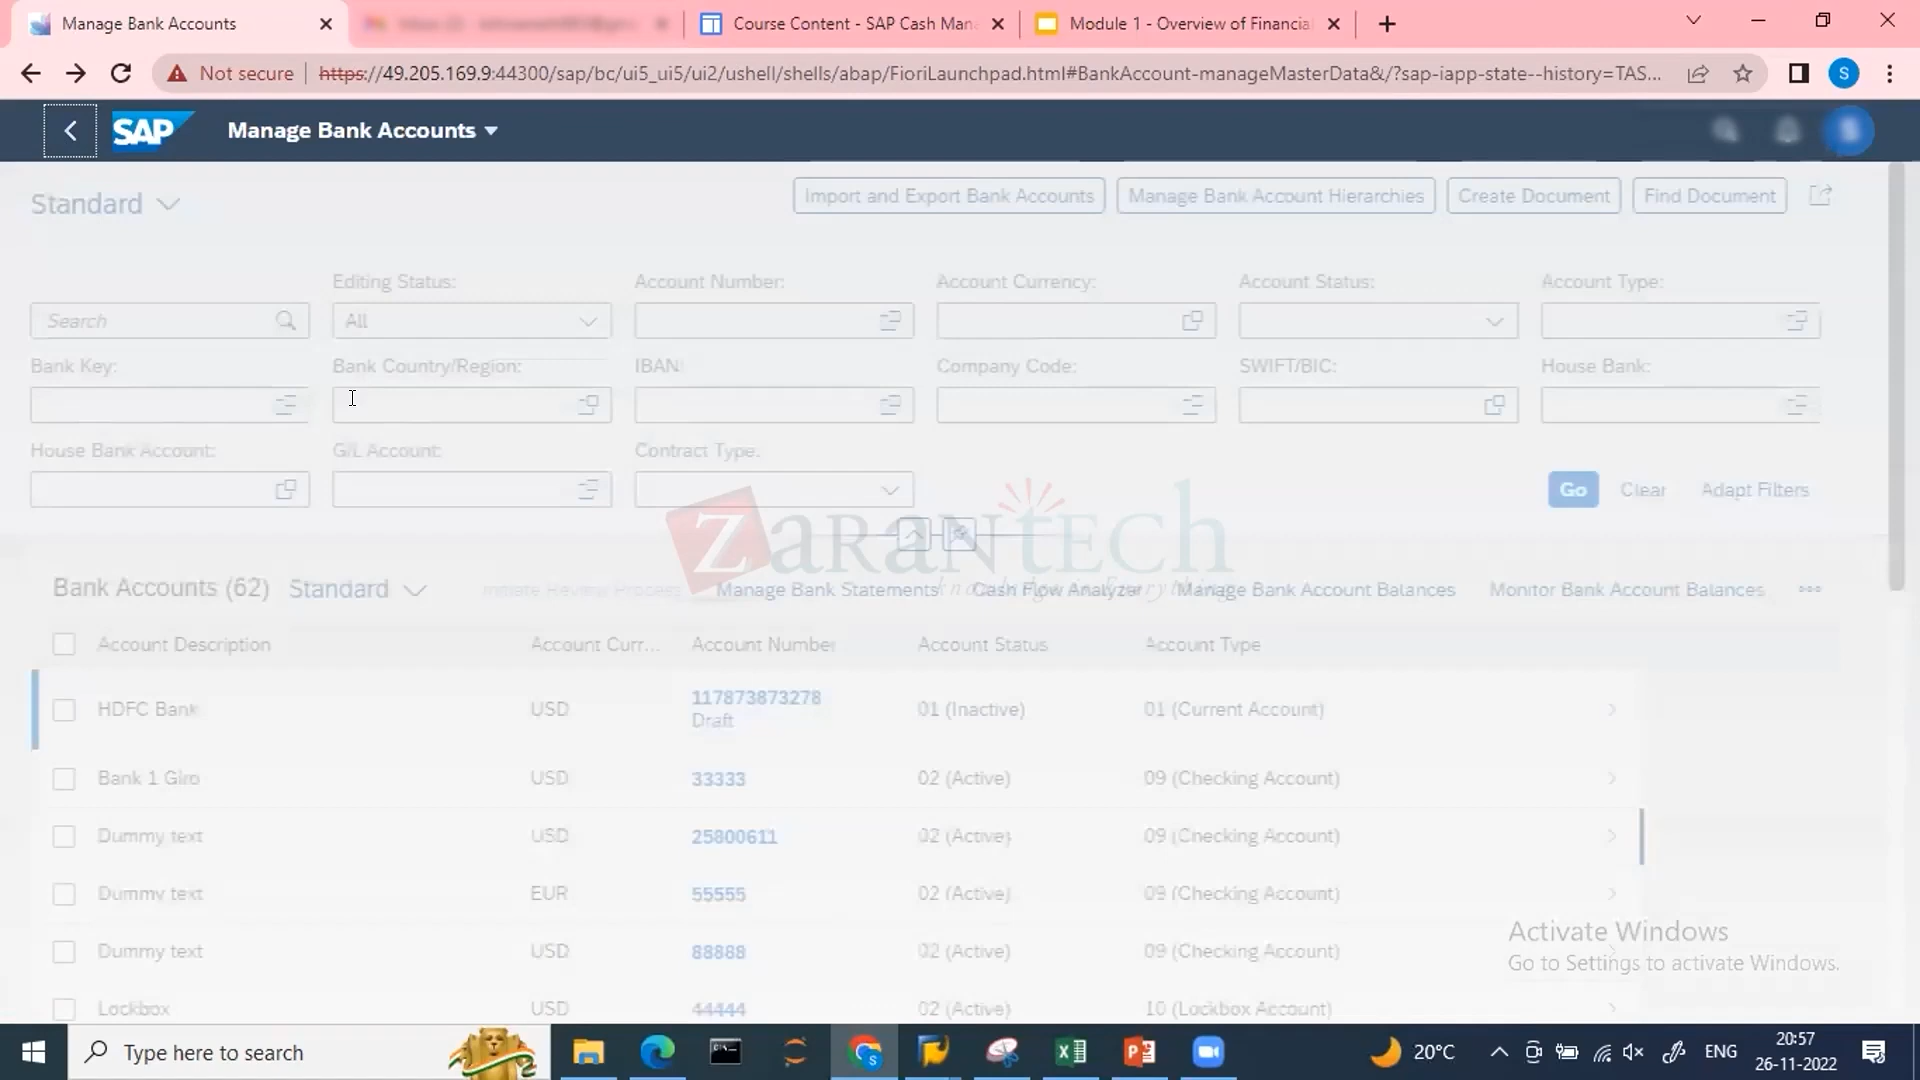 Manage Bank Accounts
Course Content - SAP Cash Man
Module 1 - Overview of Financia
Not secure
https://49.205.169.9:44300/sap/bc/ui5_ui5/ui2/ushell/shells/abap/FioriLaunchpad.html#BankAccount-manageMasterData&/?sap-iapp-state--history=TAS...
S
SAP
Manage Bank Accounts
S
Standard
Import and Export Bank Accounts
Manage Bank Account Hierarchies
Create Document
Find Document
Editing Status:
Account Number:
Account Currency:
Account Status:
Account Type:
Search
All
Bank Key:
Bank Country/Region:
IBAN:
Company Code:
SWIFT/BIC:
House Bank:
House Bank Account:
G/L Account:
Contract Type:
Go
Clear
Adapt Filters
ZaranTech
Bank Accounts (62)
Standard
Initiate Review Process
Manage Bank Statements
Cash Flow Analyzer
Manage Bank Account Balances
Monitor Bank Account Balances
Account Description
Account Curr...
Account Number
Account Status
Account Type
HDFC Bank
USD
117873873278
Draft
01 (Inactive)
01 (Current Account)
Bank 1 Giro
USD
33333
02 (Active)
09 (Checking Account)
Dummy text
USD
25800611
02 (Active)
09 (Checking Account)
Dummy text
EUR
55555
02 (Active)
09 (Checking Account)
Dummy text
USD
88888
02 (Active)
09 (Checking Account)
Lockbox
USD
44444
02 (Active)
10 (Lockbox Account)
Activate Windows
Go to Settings to activate Windows.
Type here to search
20°C
ENG
20:57
26-11-2022